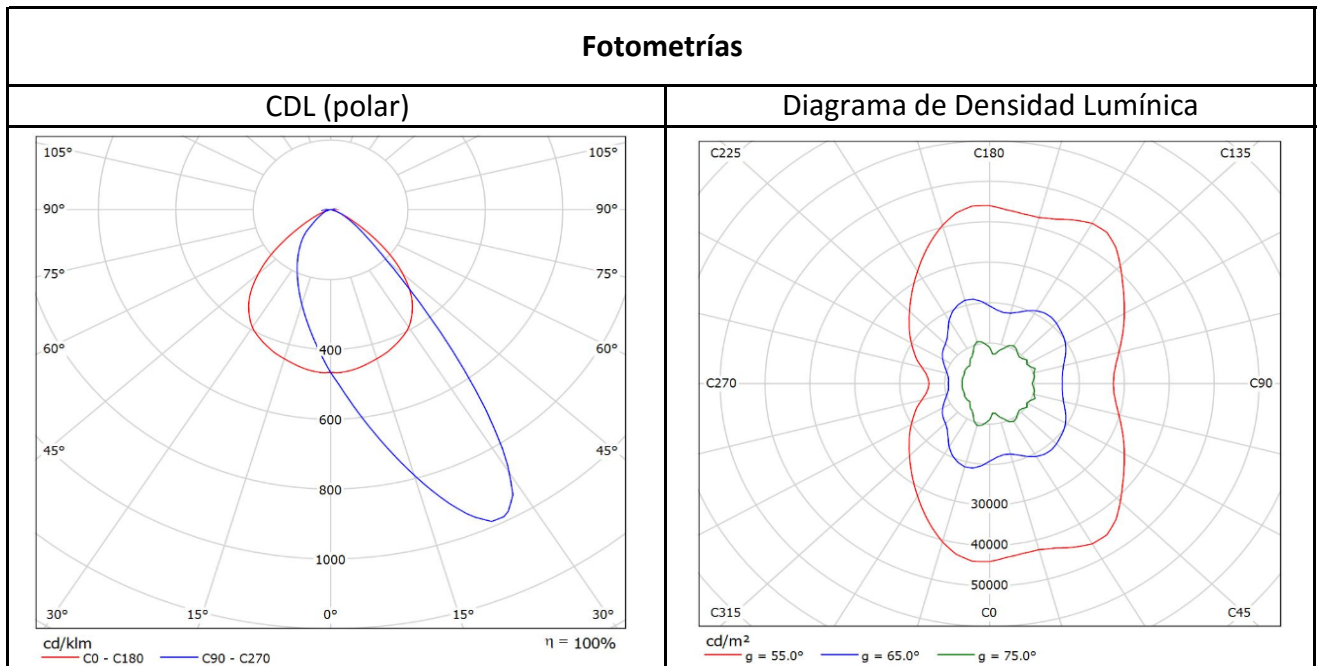 Fotometrías
CDL (polar)
Diagrama de Densidad Lumínica
105° 105°
90° 90°
75° 75°
60° 60°
45° 45°
400
600
800
1000
30° 15° 0° 15° 30°
cd/klm η = 100%
C0 - C180 C90 - C270
C225 C180 C135
C270 C90
30000
40000
50000
C315 C0 C45
cd/m²
g = 55.0° g = 65.0° g = 75.0°